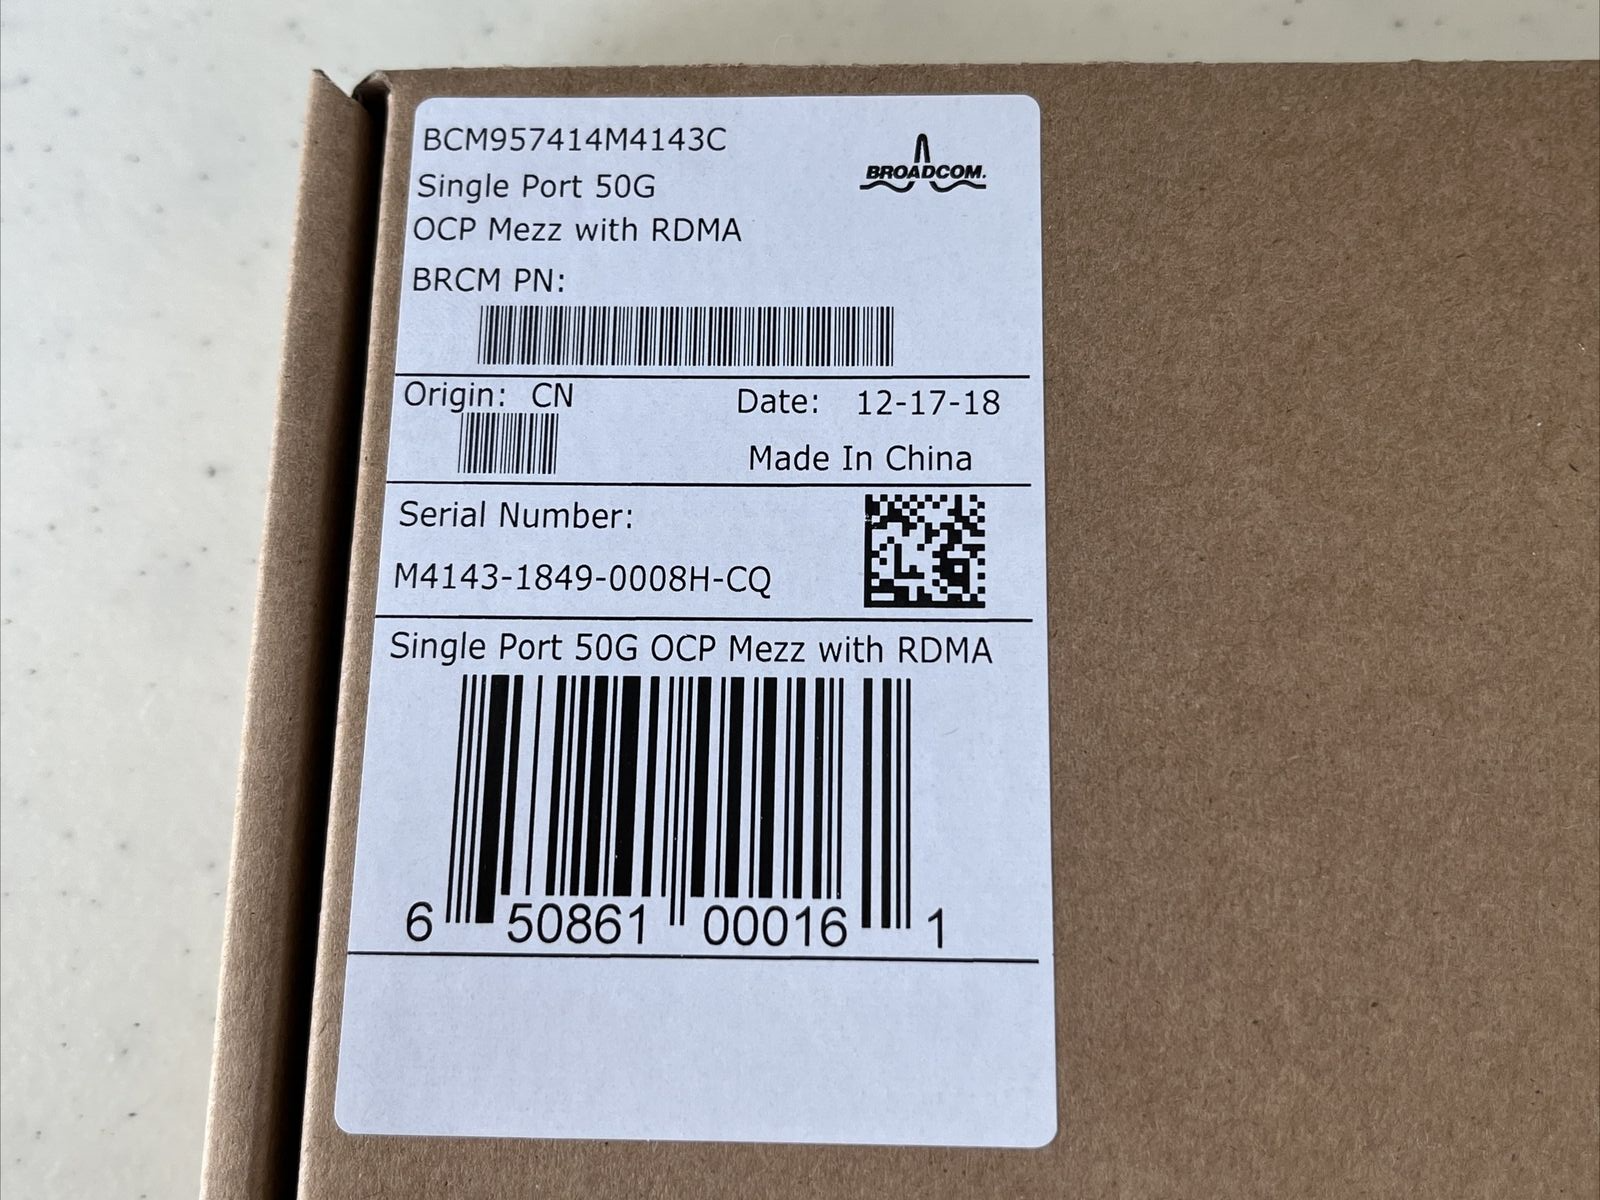 BCM957414M4143C
Single Port 50G
OCP Mezz with RDMA
BROADCOM.
BRCM PN:
Origin: CN
Date: 12-17-18
Made In China
Serial Number:
M4143-1849-0008H-CQ
Single Port 50G OCP Mezz with RDMA
6 50861 00016 1